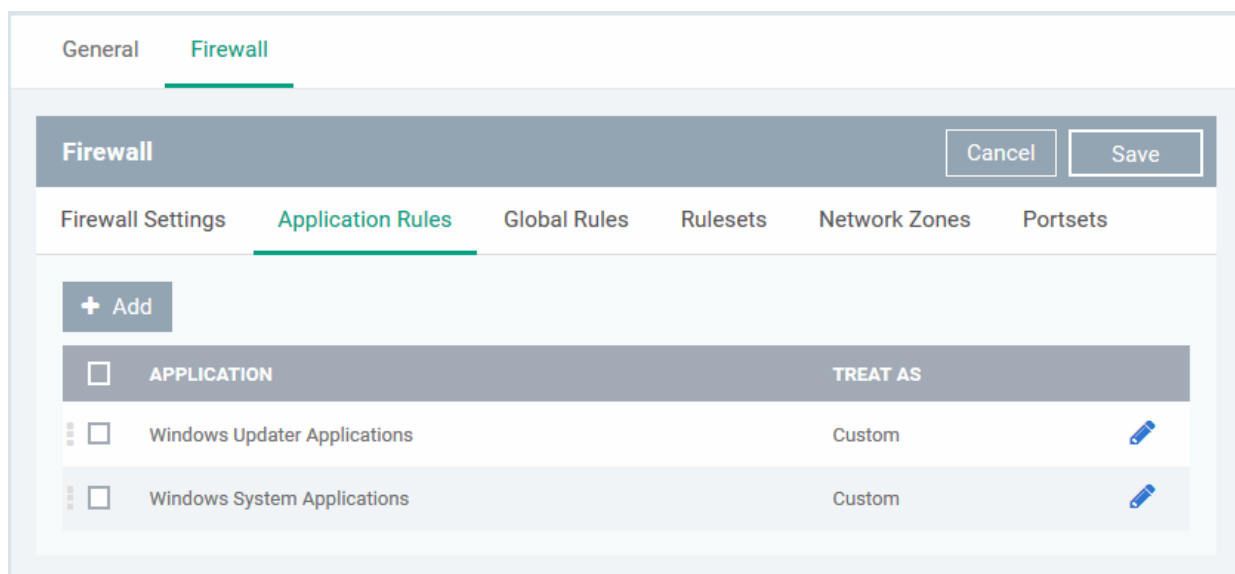 General Firewall
Firewall Cancel Save
Firewall Settings Application Rules Global Rules Rulesets Network Zones Portsets
+ Add
APPLICATION TREAT AS
Windows Updater Applications Custom
Windows System Applications Custom